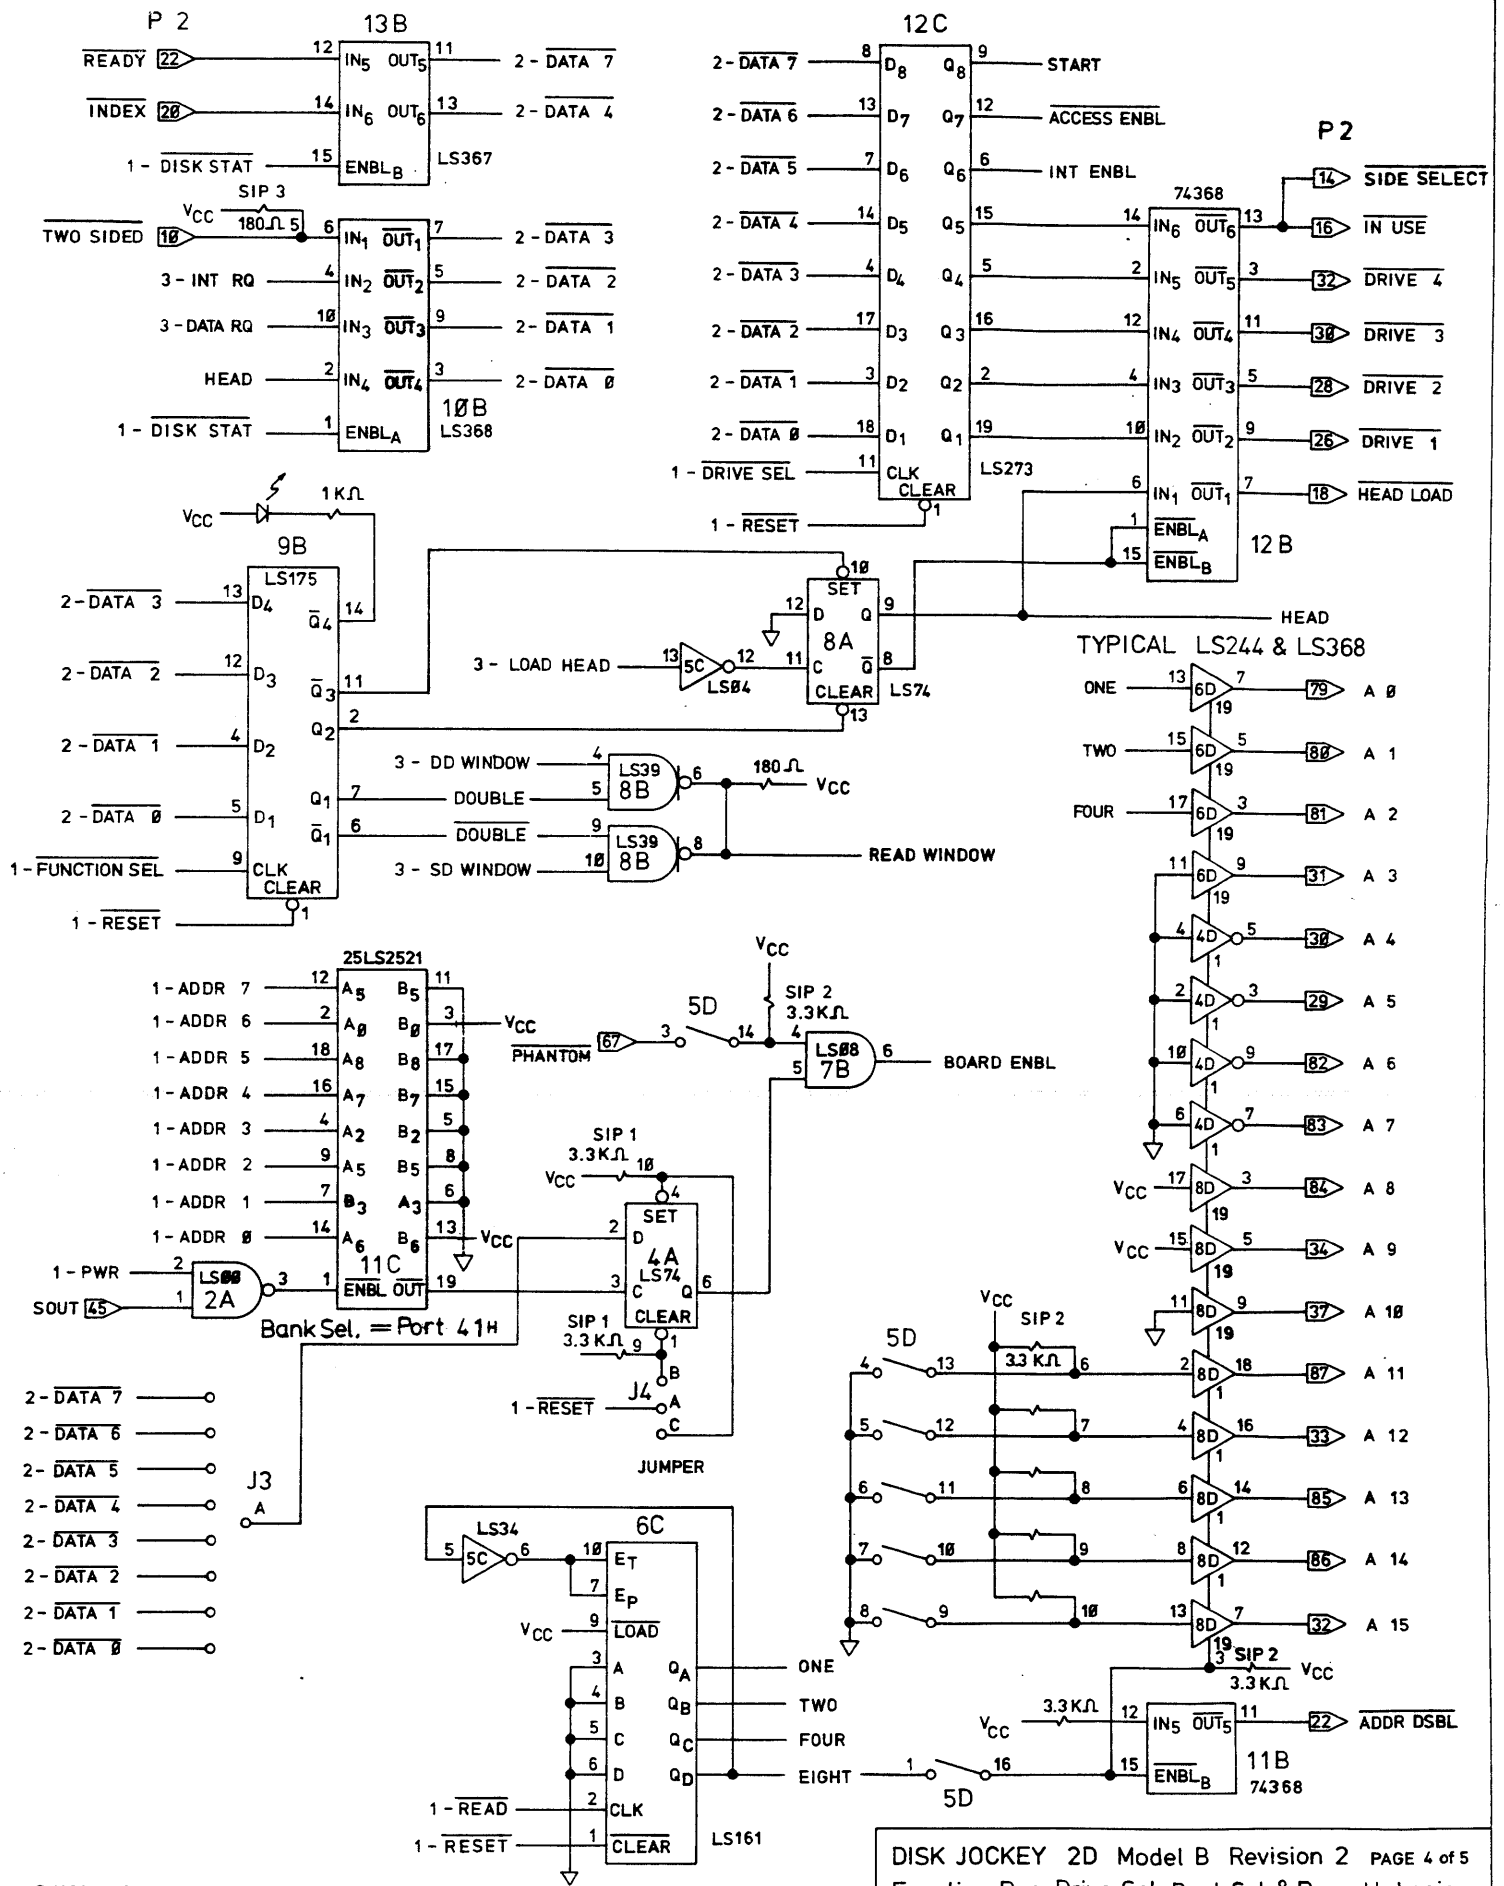 P 2
13B
READY 22
12 IN5 OUT5 11
2-DATA 7
INDEX 20
14 IN6 OUT6 13
2-DATA 4
1-DISK STAT
15 ENBLB
LS367
SIP 3
VCC
180Ω 5
TWO SIDED 10
6 IN1 OUT1 7
2-DATA 3
3-INT RQ
4 IN2 OUT2 5
2-DATA 2
3-DATA RQ
10 IN3 OUT3 9
2-DATA 1
HEAD
2 IN4 OUT4 3
2-DATA 0
1-DISK STAT
1 ENBLA
10B
LS368
12C
2-DATA 7 8 D8 Q8 9 START
2-DATA 6 13 D7 Q7 12 ACCESS ENBL
2-DATA 5 7 D6 Q6 6 INT ENBL
2-DATA 4 14 D5 Q5 15
2-DATA 3 4 D4 Q4 5
2-DATA 2 17 D3 Q3 16
2-DATA 1 3 D2 Q2 2
2-DATA 0 18 D1 Q1 19
1-DRIVE SEL 11 CLK
LS273
CLEAR
1-RESET 1
P2
14 SIDE SELECT
74368
14 IN6 OUT6 13 16 IN USE
2 IN5 OUT5 3 32 DRIVE 4
12 IN4 OUT4 11 30 DRIVE 3
4 IN3 OUT3 5 28 DRIVE 2
10 IN2 OUT2 9 26 DRIVE 1
6 IN1 OUT1 7 18 HEAD LOAD
1 ENBLA
15 ENBLB
12B
VCC 1KΩ
9B
LS175
2-DATA 3 13 D4 Q4 14
2-DATA 2 12 D3 Q3 11
Q2 2
2-DATA 1 4 D2
Q1 7
2-DATA 0 5 D1
Q1 6
1-FUNCTION SEL 9 CLK
CLEAR
1-RESET 1
10
SET
12 D Q 9
HEAD
8A
3-LOAD HEAD 13 5C 12 11 C Q 8
LS04
CLEAR LS74
13
3-DD WINDOW 4
LS39
8B
6
180Ω
VCC
DOUBLE 5
DOUBLE 9
LS39
8B
8
READ WINDOW
3-SD WINDOW 10
TYPICAL LS244 & LS368
ONE 13 6D 7 79 A 0
19
TWO 15 6D 5 80 A 1
19
FOUR 17 6D 3 81 A 2
19
11 6D 9 31 A 3
19
4 4D 5 30 A 4
1
2 4D 3 29 A 5
1
10 4D 9 82 A 6
1
6 4D 7 83 A 7
1
VCC 17 8D 3 84 A 8
19
VCC 15 8D 5 34 A 9
19
11 8D 9 37 A 10
19
25LS2521
1-ADDR 7 12 A5 B5 11
1-ADDR 6 2 A0 B0 3 VCC
1-ADDR 5 18 A8 B8 17
1-ADDR 4 16 A7 B7 15
1-ADDR 3 4 A2 B2 5
1-ADDR 2 9 A5 B5 8
1-ADDR 1 7 B3 A3 6
1-ADDR 0 14 A6 B6 13 VCC
11C
1-PWR 2
LS00
2A
3 1 ENBL OUT 19
SOUT 45 1
Bank Sel. = Port 41H
VCC
SIP 2
3.3KΩ
5D
PHANTOM 67 3 14 4
LS08
7B
6 BOARD ENBL
5
SIP 1
3.3KΩ
VCC 10
4
SET
2 D
4A
LS74
3 C Q 6
CLEAR
SIP 1
3.3KΩ 9
1
B
J4
1-RESET A
C
JUMPER
2-DATA 7
2-DATA 6
2-DATA 5
2-DATA 4
2-DATA 3
2-DATA 2
2-DATA 1
2-DATA 0
J3
A
VCC
SIP 2
3.3KΩ
5D
4 13 6 2 8D 18 87 A 11
1
5 12 7 4 8D 16 33 A 12
1
6 11 8 6 8D 14 85 A 13
1
7 10 9 8 8D 12 86 A 14
1
8 9 10 13 8D 7 32 A 15
19
3 SIP 2
3.3KΩ VCC
LS34
5 5C 6
6C
10 ET
7 EP
VCC 9 LOAD
3 A QA ONE
4 B QB TWO
5 C QC FOUR
6 D QD EIGHT
1-READ 2 CLK
1-RESET 1 CLEAR
LS161
1 16
5D
VCC 3.3KΩ 12 IN5 OUT5 11 22 ADDR DSBL
15 ENBLB
11B
74368
DISK JOCKEY 2D Model B Revision 2 PAGE 4 of 5